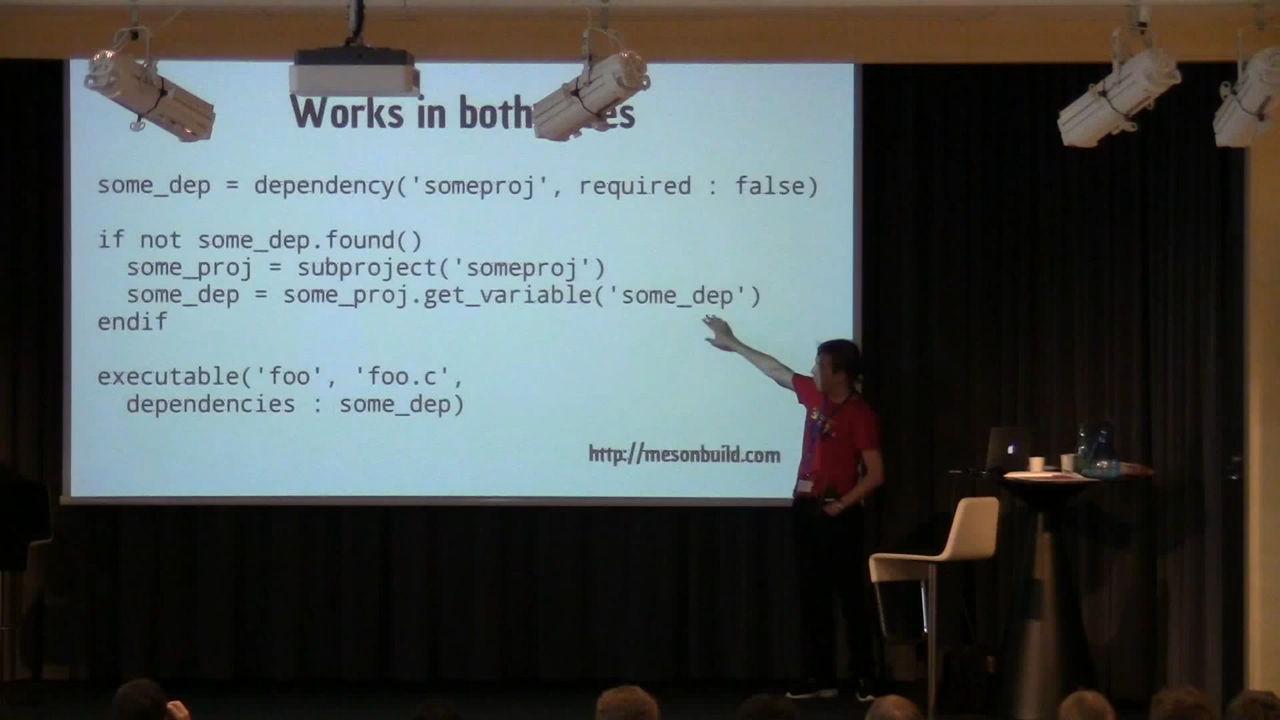 Works in both
some_dep = dependency('someproj', required : false)
if not some_dep.found()
some_proj = subproject('someproj')
some_dep = some_proj.get_variable('some_dep')
endif
executable('foo', 'foo.c',
dependencies : some_dep)
http://mesonbuild.com